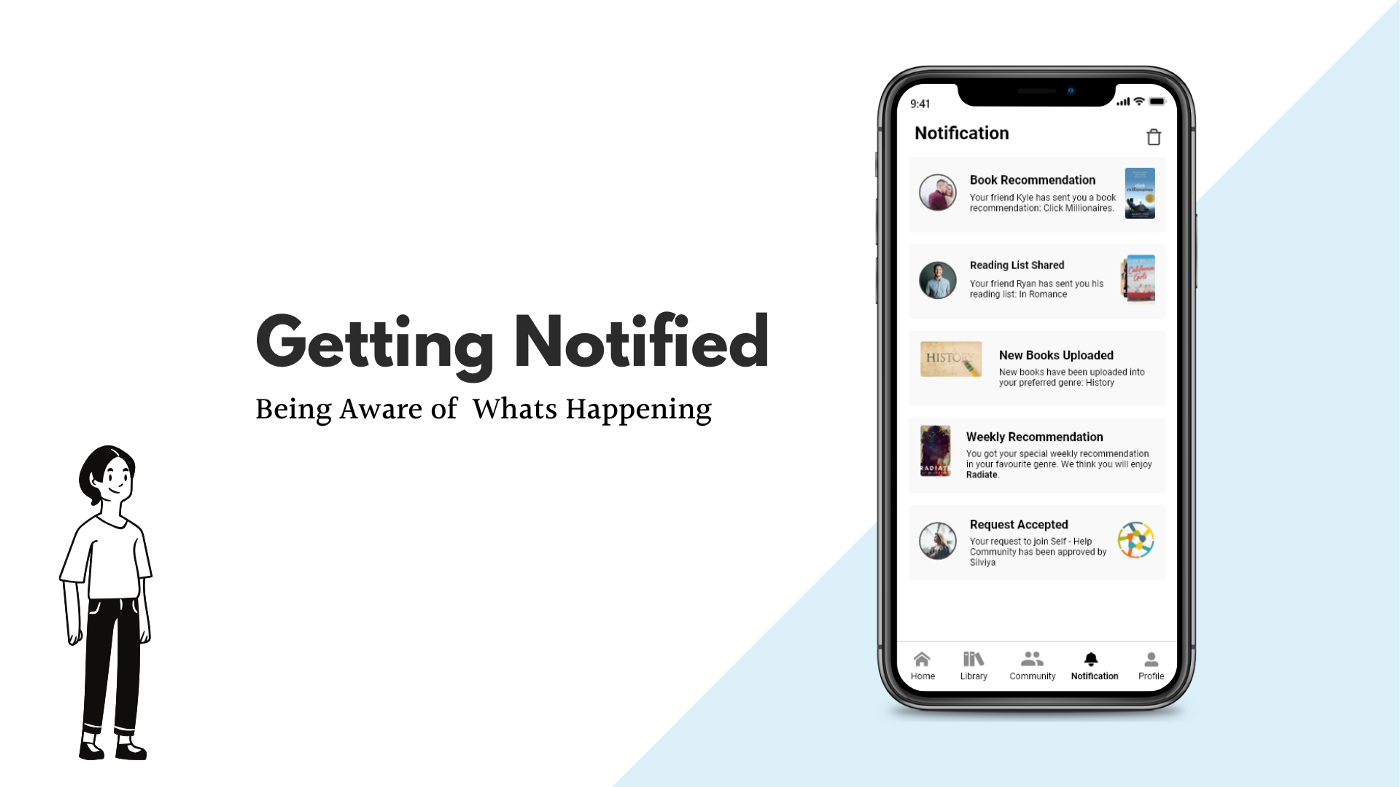 Getting Notified
Being Aware of  Whats Happening
9:41
Notification
Book Recommendation
Your friend Kyle has sent you a book
recommendation: Click Millionaires.
Reading List Shared
Your friend Ryan has sent you his
reading list: In Romance
California
Girls
HISTORY
New Books Uploaded
New books have been uploaded into
your preferred genre: History
RADIATE
Weekly Recommendation
You got your special weekly recommendation
in your favourite genre. We think you will enjoy
Radiate.
Request Accepted
Your request to join Self - Help
Community has been approved by
Silviya
Home
Library
Community
Notification
Profile